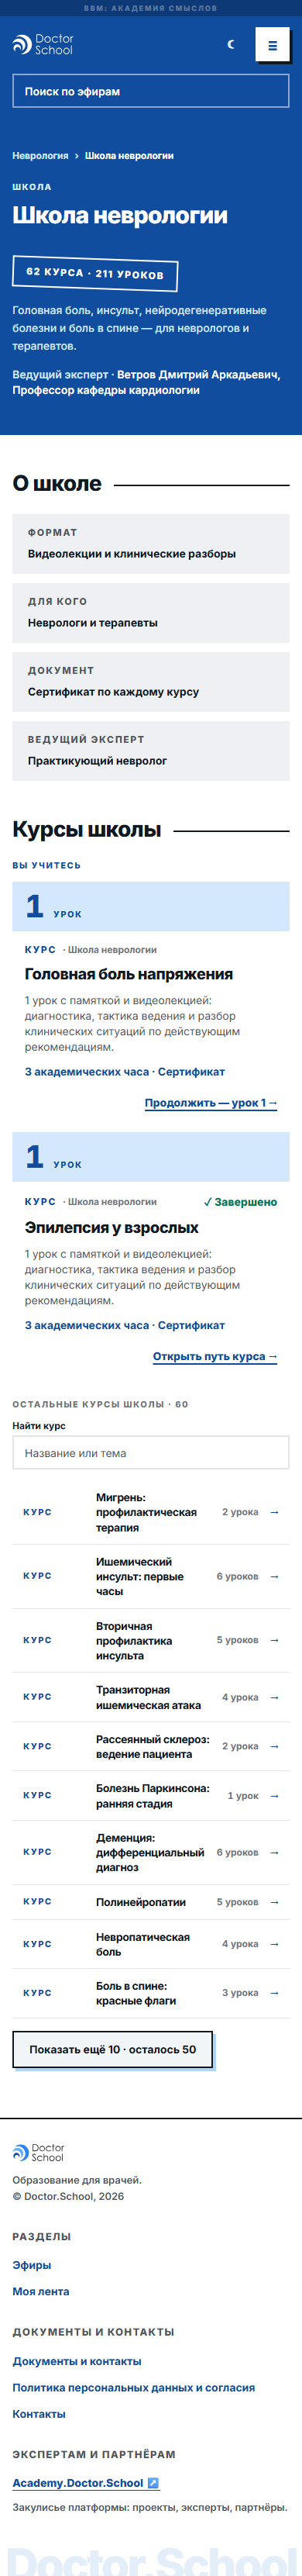 ВВМ: АКАДЕМИЯ СМЫСЛОВ
Doctor
School
Поиск по эфирам
Неврология › Школа неврологии
ШКОЛА
Школа неврологии
62 КУРСА · 211 УРОКОВ
Головная боль, инсульт, нейродегенеративные
болезни и боль в спине — для неврологов и
терапевтов.
Ведущий эксперт · Ветров Дмитрий Аркадьевич,
Профессор кафедры кардиологии
О школе
ФОРМАТ
Видеолекции и клинические разборы
ДЛЯ КОГО
Неврологи и терапевты
ДОКУМЕНТ
Сертификат по каждому курсу
ВЕДУЩИЙ ЭКСПЕРТ
Практикующий невролог
Курсы школы
ВЫ УЧИТЕСЬ
1 УРОК
КУРС · Школа неврологии
Головная боль напряжения
1 урок с памяткой и видеолекцией:
диагностика, тактика ведения и разбор
клинических ситуаций по действующим
рекомендациям.
3 академических часа · Сертификат
Продолжить — урок 1 →
1 УРОК
КУРС · Школа неврологии ✓ Завершено
Эпилепсия у взрослых
1 урок с памяткой и видеолекцией:
диагностика, тактика ведения и разбор
клинических ситуаций по действующим
рекомендациям.
3 академических часа · Сертификат
Открыть путь курса →
ОСТАЛЬНЫЕ КУРСЫ ШКОЛЫ · 60
Найти курс
Название или тема
Мигрень:
КУРС профилактическая 2 урока →
терапия
Ишемический
КУРС инсульт: первые 6 уроков →
часы
Вторичная
КУРС профилактика 5 уроков →
инсульта
КУРС Транзиторная 4 урока →
ишемическая атака
КУРС Рассеянный склероз: 2 урока →
ведение пациента
КУРС Болезнь Паркинсона: 1 урок →
ранняя стадия
Деменция:
КУРС дифференциальный 6 уроков →
диагноз
КУРС Полинейропатии 5 уроков →
КУРС Невропатическая 4 урока →
боль
КУРС Боль в спине: 3 урока →
красные флаги
Показать ещё 10 · осталось 50
Doctor
School
Образование для врачей.
© Doctor.School, 2026
РАЗДЕЛЫ
Эфиры
Моя лента
ДОКУМЕНТЫ И КОНТАКТЫ
Документы и контакты
Политика персональных данных и согласия
Контакты
ЭКСПЕРТАМ И ПАРТНЁРАМ
Academy.Doctor.School ↗
Закулисье платформы: проекты, эксперты, партнёры.
Doctor.School